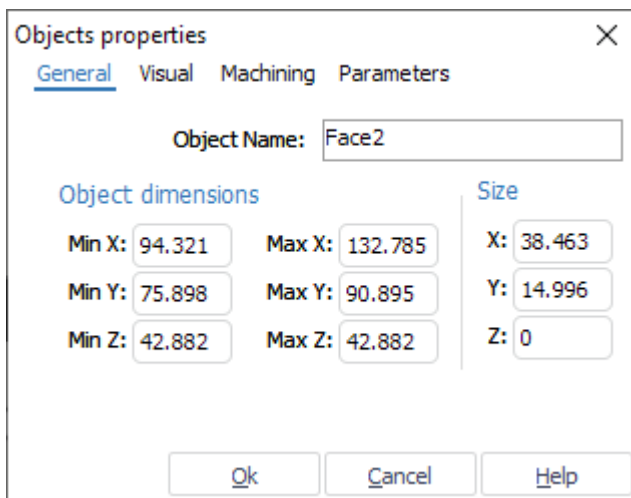 Objects properties
General Visual Machining Parameters
Object Name: Face2
Object dimensions Size
Min X: 94.321 Max X: 132.785 X: 38.463
Min Y: 75.898 Max Y: 90.895 Y: 14.996
Min Z: 42.882 Max Z: 42.882 Z: 0
Ok Cancel Help